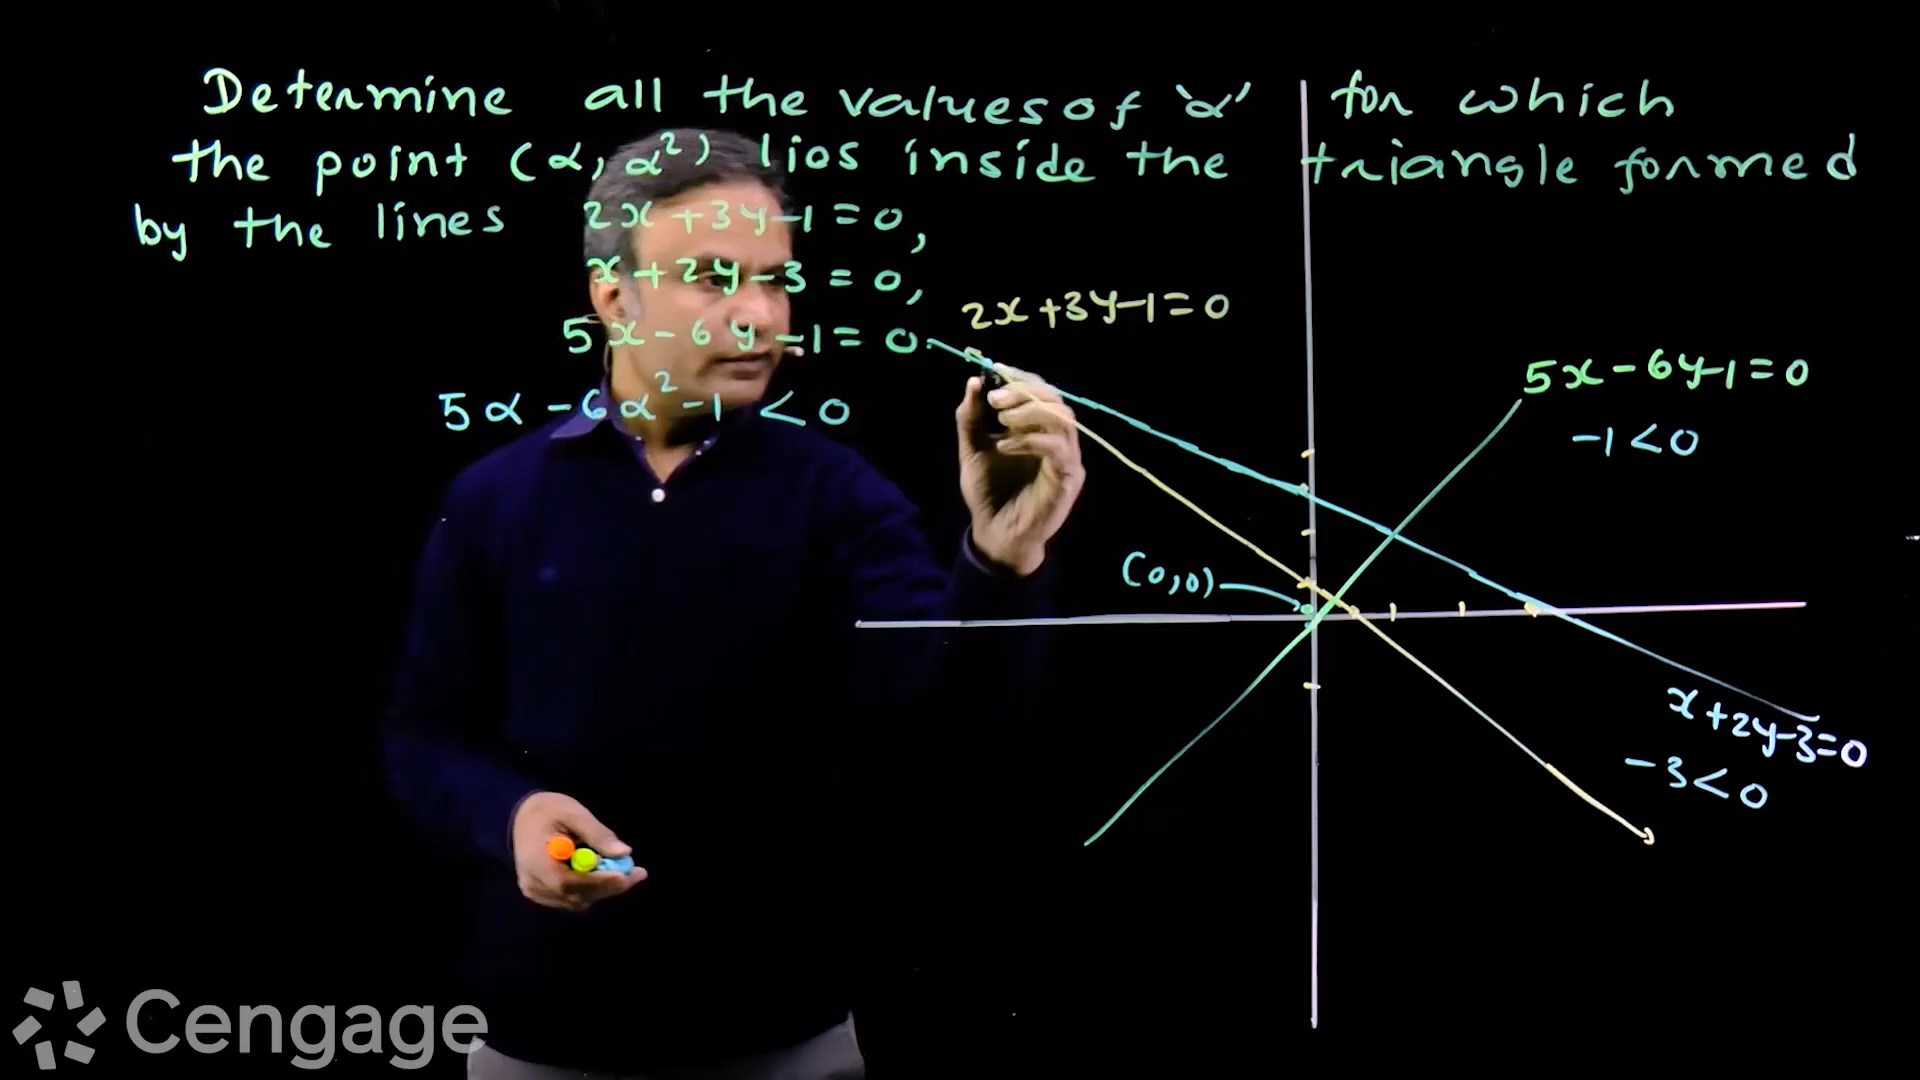 Determine all the values of 'α' for which
the point (α, α²) lies inside the triangle formed
by the lines 2x + 3y - 1 = 0,
x + 2y - 3 = 0,
5x - 6y - 1 = 0.
5α - 6α² - 1 < 0
2x + 3y - 1 = 0
5x - 6y - 1 = 0
-1 < 0
(0,0)
x + 2y - 3 = 0
-3 < 0
Cengage